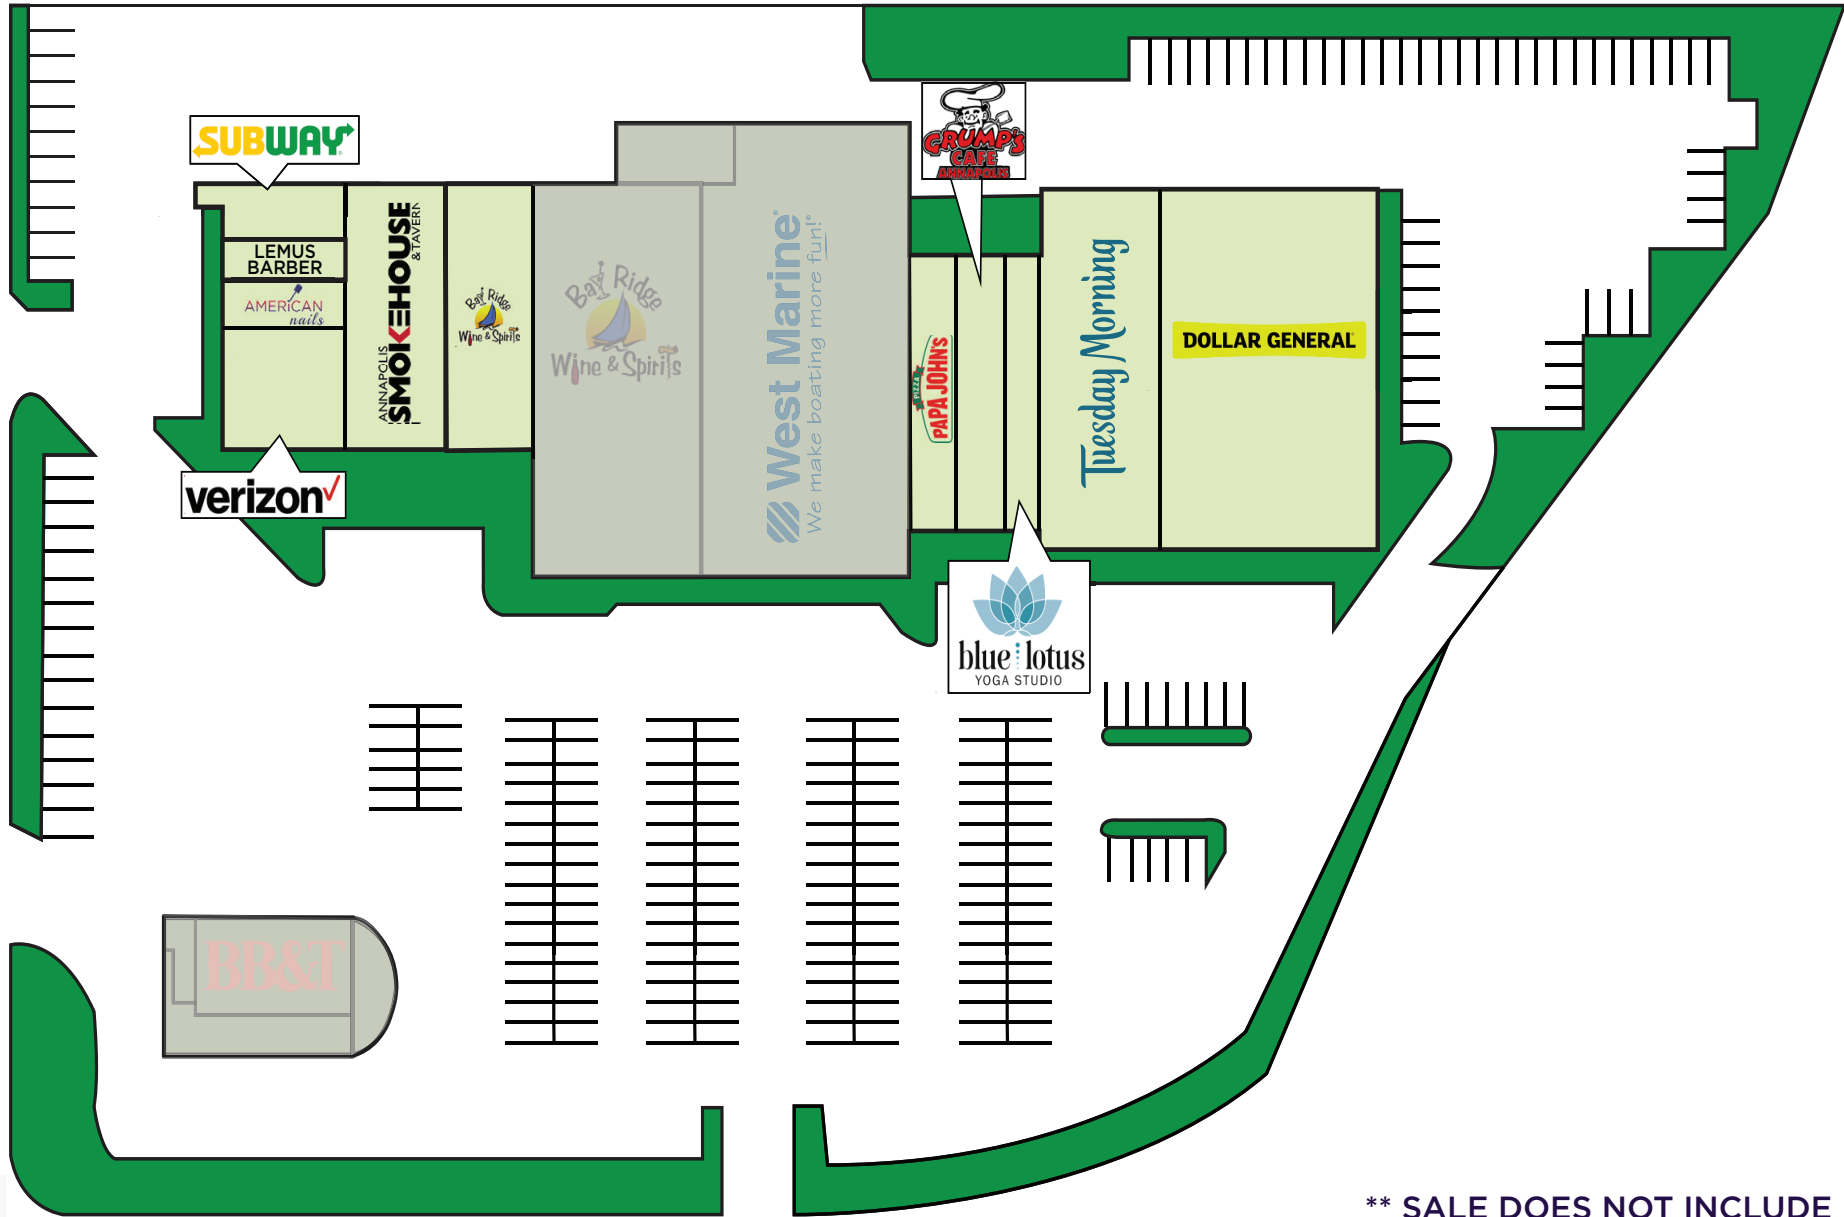 SUBWAY
LEMUS
BARBER
AMERICAN
nails
verizon
ANNAPOLIS
SMOKEHOUSE
& TAVERN
Bay Ridge
Wine & Spirits
Bay Ridge
Wine & Spirits
West Marine®
We make boating more fun!®
GRUMP'S
CAFE
ANNAPOLIS
PIZZA
PAPA JOHN'S
blue lotus
YOGA STUDIO
Tuesday Morning
DOLLAR GENERAL
BB&T
** SALE DOES NOT INCLUDE